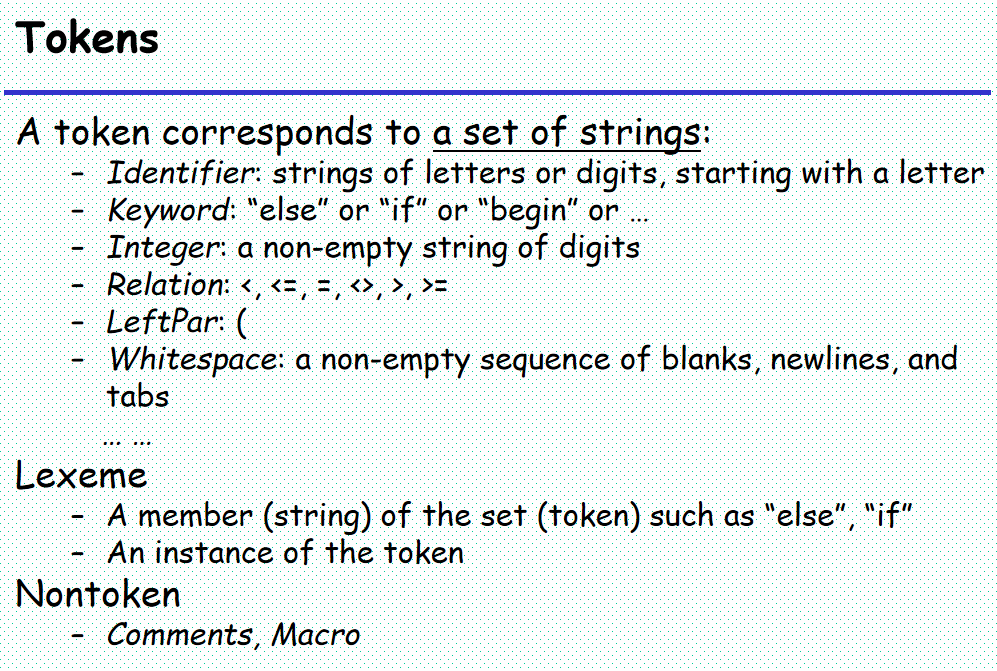 Tokens
A token corresponds to a set of strings:
– Identifier: strings of letters or digits, starting with a letter
– Keyword: “else” or “if” or “begin” or …
– Integer: a non-empty string of digits
– Relation: <, <=, =, <>, >, >=
– LeftPar: (
– Whitespace: a non-empty sequence of blanks, newlines, and
tabs
… …
Lexeme
– A member (string) of the set (token) such as “else”, “if”
– An instance of the token
Nontoken
– Comments, Macro